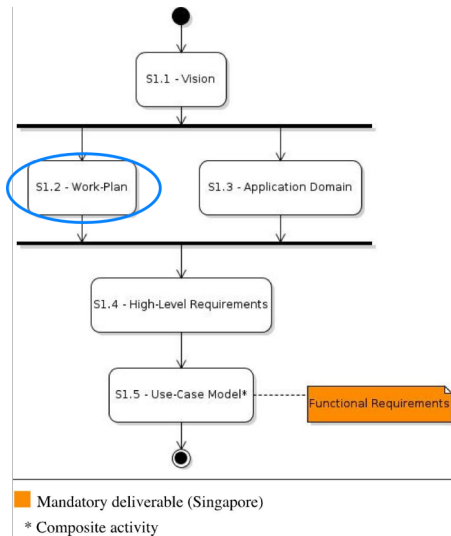 S1.1 - Vision
S1.2 - Work-Plan
S1.3 - Application Domain
S1.4 - High-Level Requirements
S1.5 - Use-Case Model*
Functional Requirements
Mandatory deliverable (Singapore)
* Composite activity